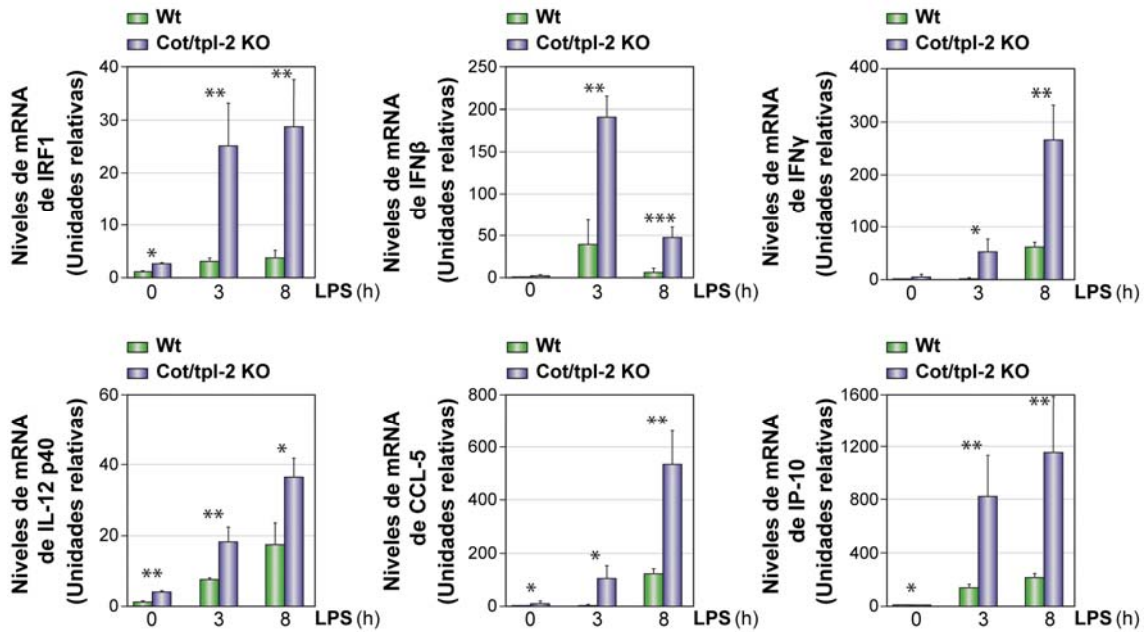 Wt
Cot/tpl-2 KO
Niveles de mRNA
de IRF1
(Unidades relativas)
40
30
20
10
0
*
**
**
0 3 8 LPS (h)
Wt
Cot/tpl-2 KO
Niveles de mRNA
de IFNβ
(Unidades relativas)
250
200
150
100
50
0
**
***
0 3 8 LPS (h)
Wt
Cot/tpl-2 KO
Niveles de mRNA
de IFNγ
(Unidades relativas)
400
300
200
100
0
*
**
0 3 8 LPS (h)
Wt
Cot/tpl-2 KO
Niveles de mRNA
de IL-12 p40
(Unidades relativas)
60
40
20
0
**
**
*
0 3 8 LPS (h)
Wt
Cot/tpl-2 KO
Niveles de mRNA
de CCL-5
(Unidades relativas)
800
600
400
200
0
*
*
**
0 3 8 LPS (h)
Wt
Cot/tpl-2 KO
Niveles de mRNA
de IP-10
(Unidades relativas)
1600
1200
800
400
0
*
**
**
0 3 8 LPS (h)